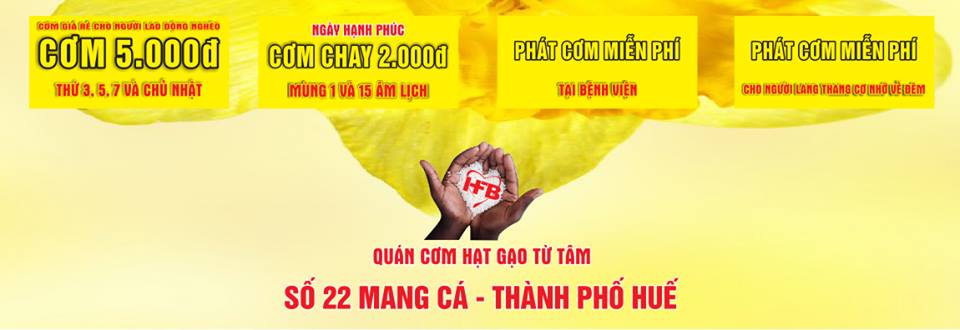 CƠM GIÁ RẺ CHO NGƯỜI LAO ĐỘNG NGHÈO
CƠM 5.000đ
THỨ 3, 5, 7 VÀ CHỦ NHẬT
NGÀY HẠNH PHÚC
CƠM CHAY 2.000đ
MÙNG 1 VÀ 15 ÂM LỊCH
PHÁT CƠM MIỄN PHÍ
TẠI BỆNH VIỆN
PHÁT CƠM MIỄN PHÍ
CHO NGƯỜI LANG THANG CƠ NHỠ VỀ ĐÊM
HFB
QUÁN CƠM HẠT GẠO TỪ TÂM
SỐ 22 MANG CÁ - THÀNH PHỐ HUẾ